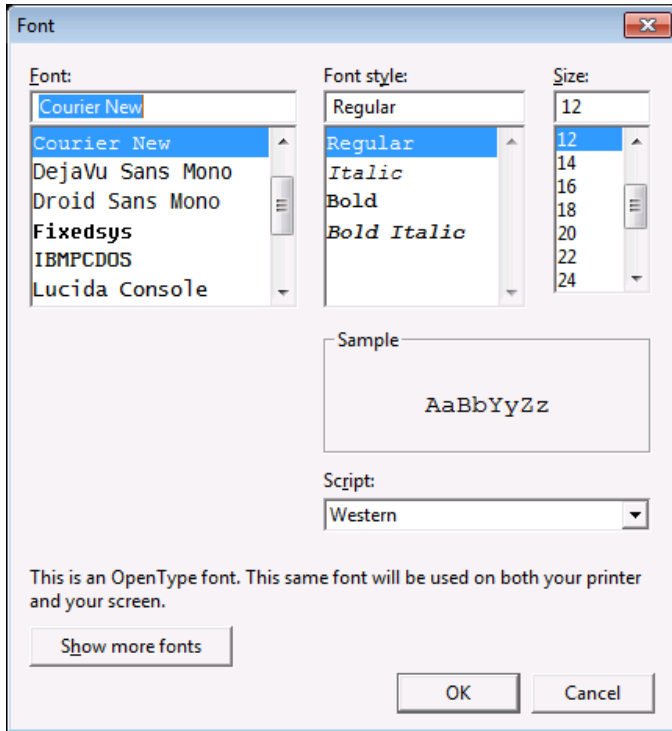 Font
Font:
Courier New
Courier New
DejaVu Sans Mono
Droid Sans Mono
Fixedsys
IBMPCDOS
Lucida Console
Font style:
Regular
Regular
Italic
Bold
Bold Italic
Size:
12
12
14
16
18
20
22
24
Sample
AaBbYyZz
Script:
Western
This is an OpenType font. This same font will be used on both your printer
and your screen.
Show more fonts
OK
Cancel